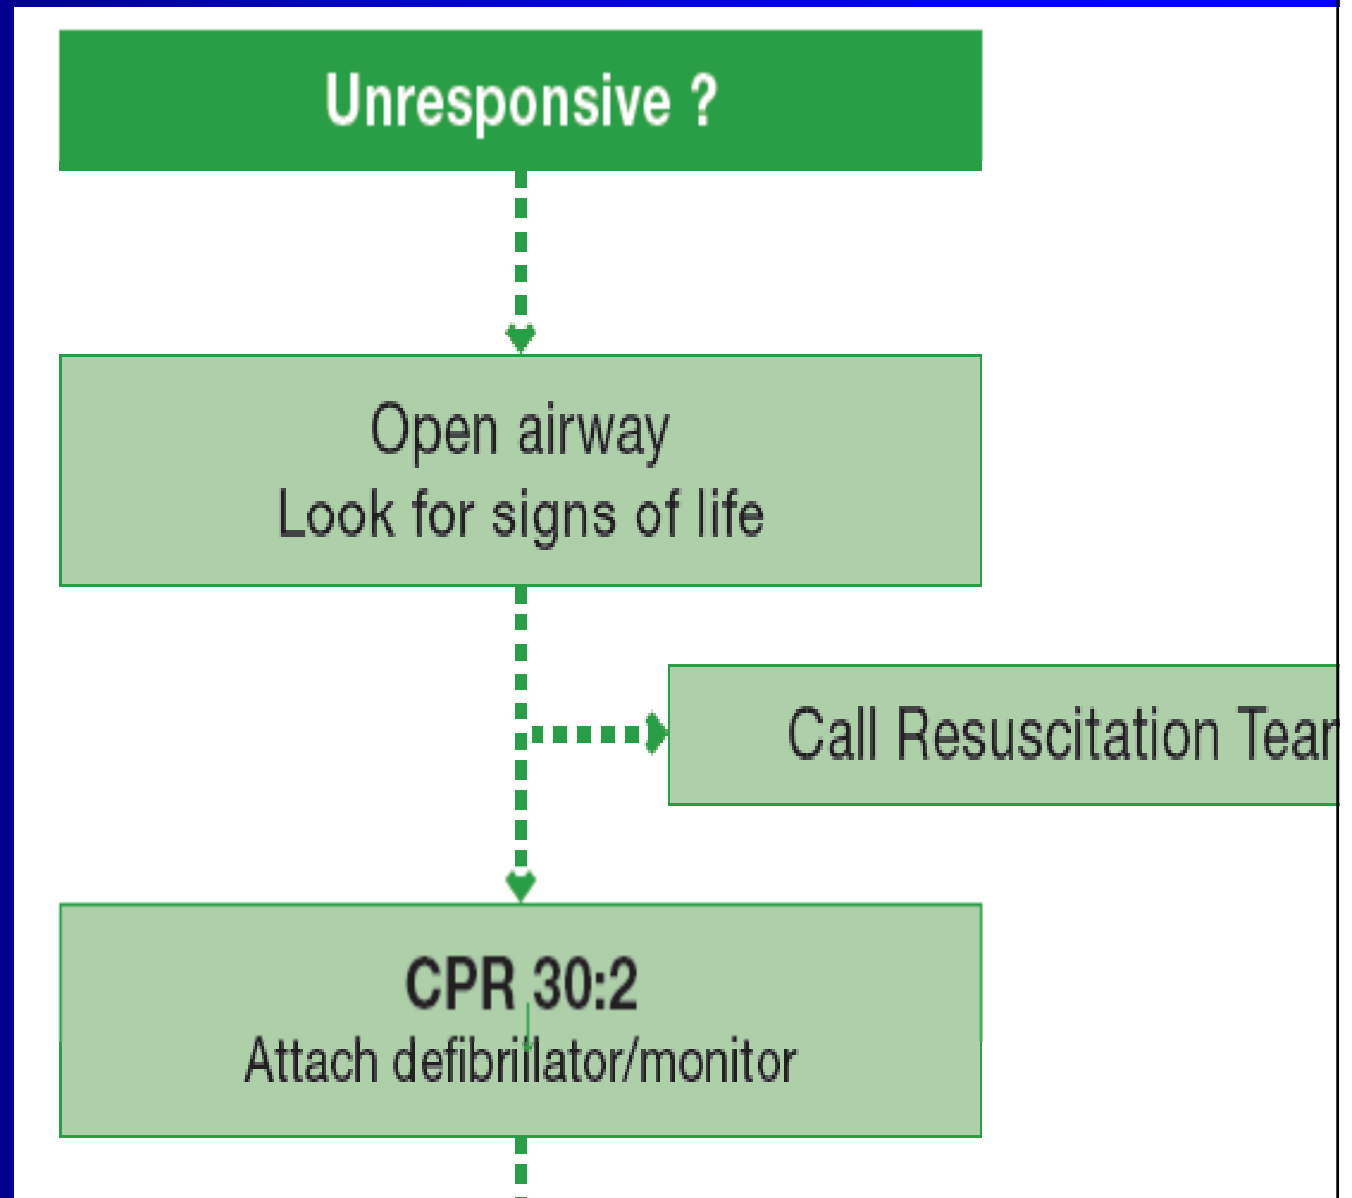 Unresponsive ?
Open airway
Look for signs of life
Call Resuscitation
CPR 30:2
Attach defibrillator/monitor